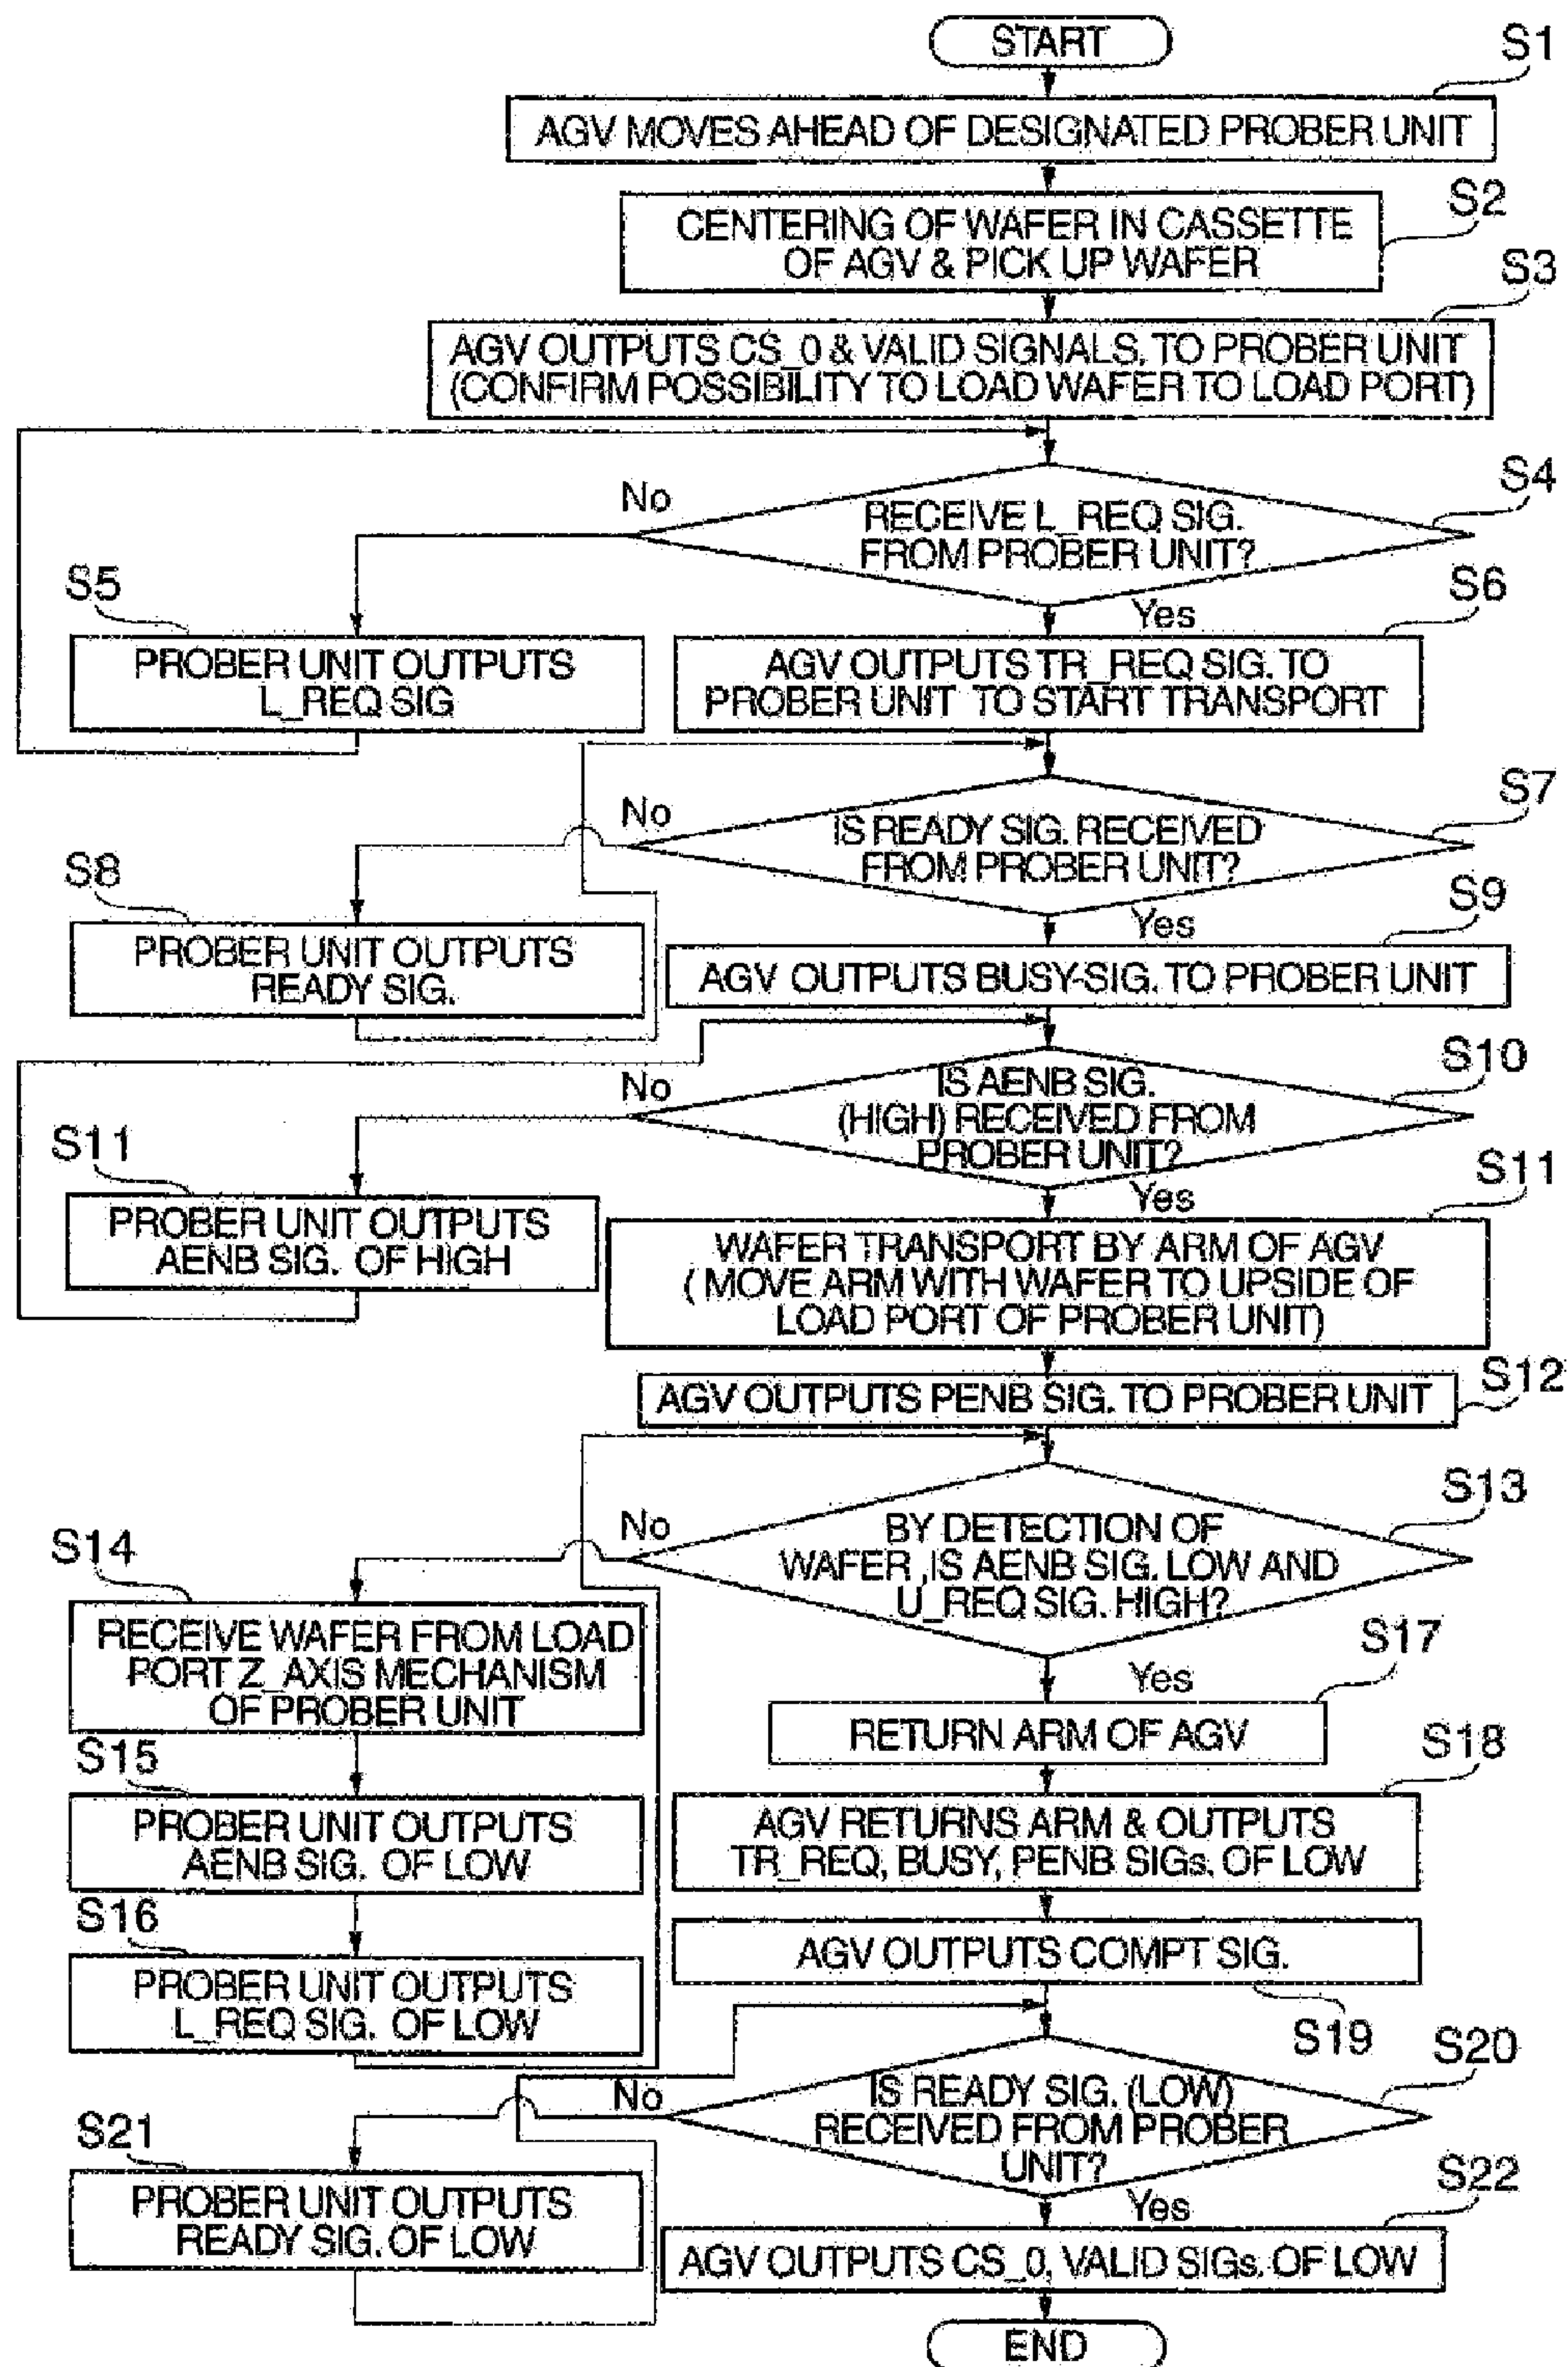 START
S1
AGV MOVES AHEAD OF DESIGNATED PROBER UNIT
S2
CENTERING OF WAFER IN CASSETTE
OF AGV & PICK UP WAFER
S3
AGV OUTPUTS CS_0 & VALID SIGNALS. TO PROBER UNIT
(CONFIRM POSSIBILITY TO LOAD WAFER TO LOAD PORT)
S4
No
RECEIVE L_REQ SIG.
FROM PROBER UNIT?
Yes
S5
PROBER UNIT OUTPUTS
L_REQ SIG
S6
AGV OUTPUTS TR_REQ SIG. TO
PROBER UNIT TO START TRANSPORT
S7
No
IS READY SIG. RECEIVED
FROM PROBER UNIT?
Yes
S8
PROBER UNIT OUTPUTS
READY SIG.
S9
AGV OUTPUTS BUSY-SIG. TO PROBER UNIT
S10
No
IS AENB SIG.
(HIGH) RECEIVED FROM
PROBER UNIT?
Yes
S11
PROBER UNIT OUTPUTS
AENB SIG. OF HIGH
S11
WAFER TRANSPORT BY ARM OF AGV
( MOVE ARM WITH WAFER TO UPSIDE OF
LOAD PORT OF PROBER UNIT)
S12
AGV OUTPUTS PENB SIG. TO PROBER UNIT
S13
No
BY DETECTION OF
WAFER ,IS AENB SIG. LOW AND
U_REQ SIG. HIGH?
Yes
S14
RECEIVE WAFER FROM LOAD
PORT Z_AXIS MECHANISM
OF PROBER UNIT
S15
PROBER UNIT OUTPUTS
AENB SIG. OF LOW
S16
PROBER UNIT OUTPUTS
L_REQ SIG. OF LOW
S17
RETURN ARM OF AGV
S18
AGV RETURNS ARM & OUTPUTS
TR_REQ, BUSY, PENB SIGs. OF LOW
AGV OUTPUTS COMPT SIG.
S19
S20
No
IS READY SIG. (LOW)
RECEIVED FROM PROBER
UNIT?
Yes
S21
PROBER UNIT OUTPUTS
READY SIG. OF LOW
S22
AGV OUTPUTS CS_0, VALID SIGs. OF LOW
END